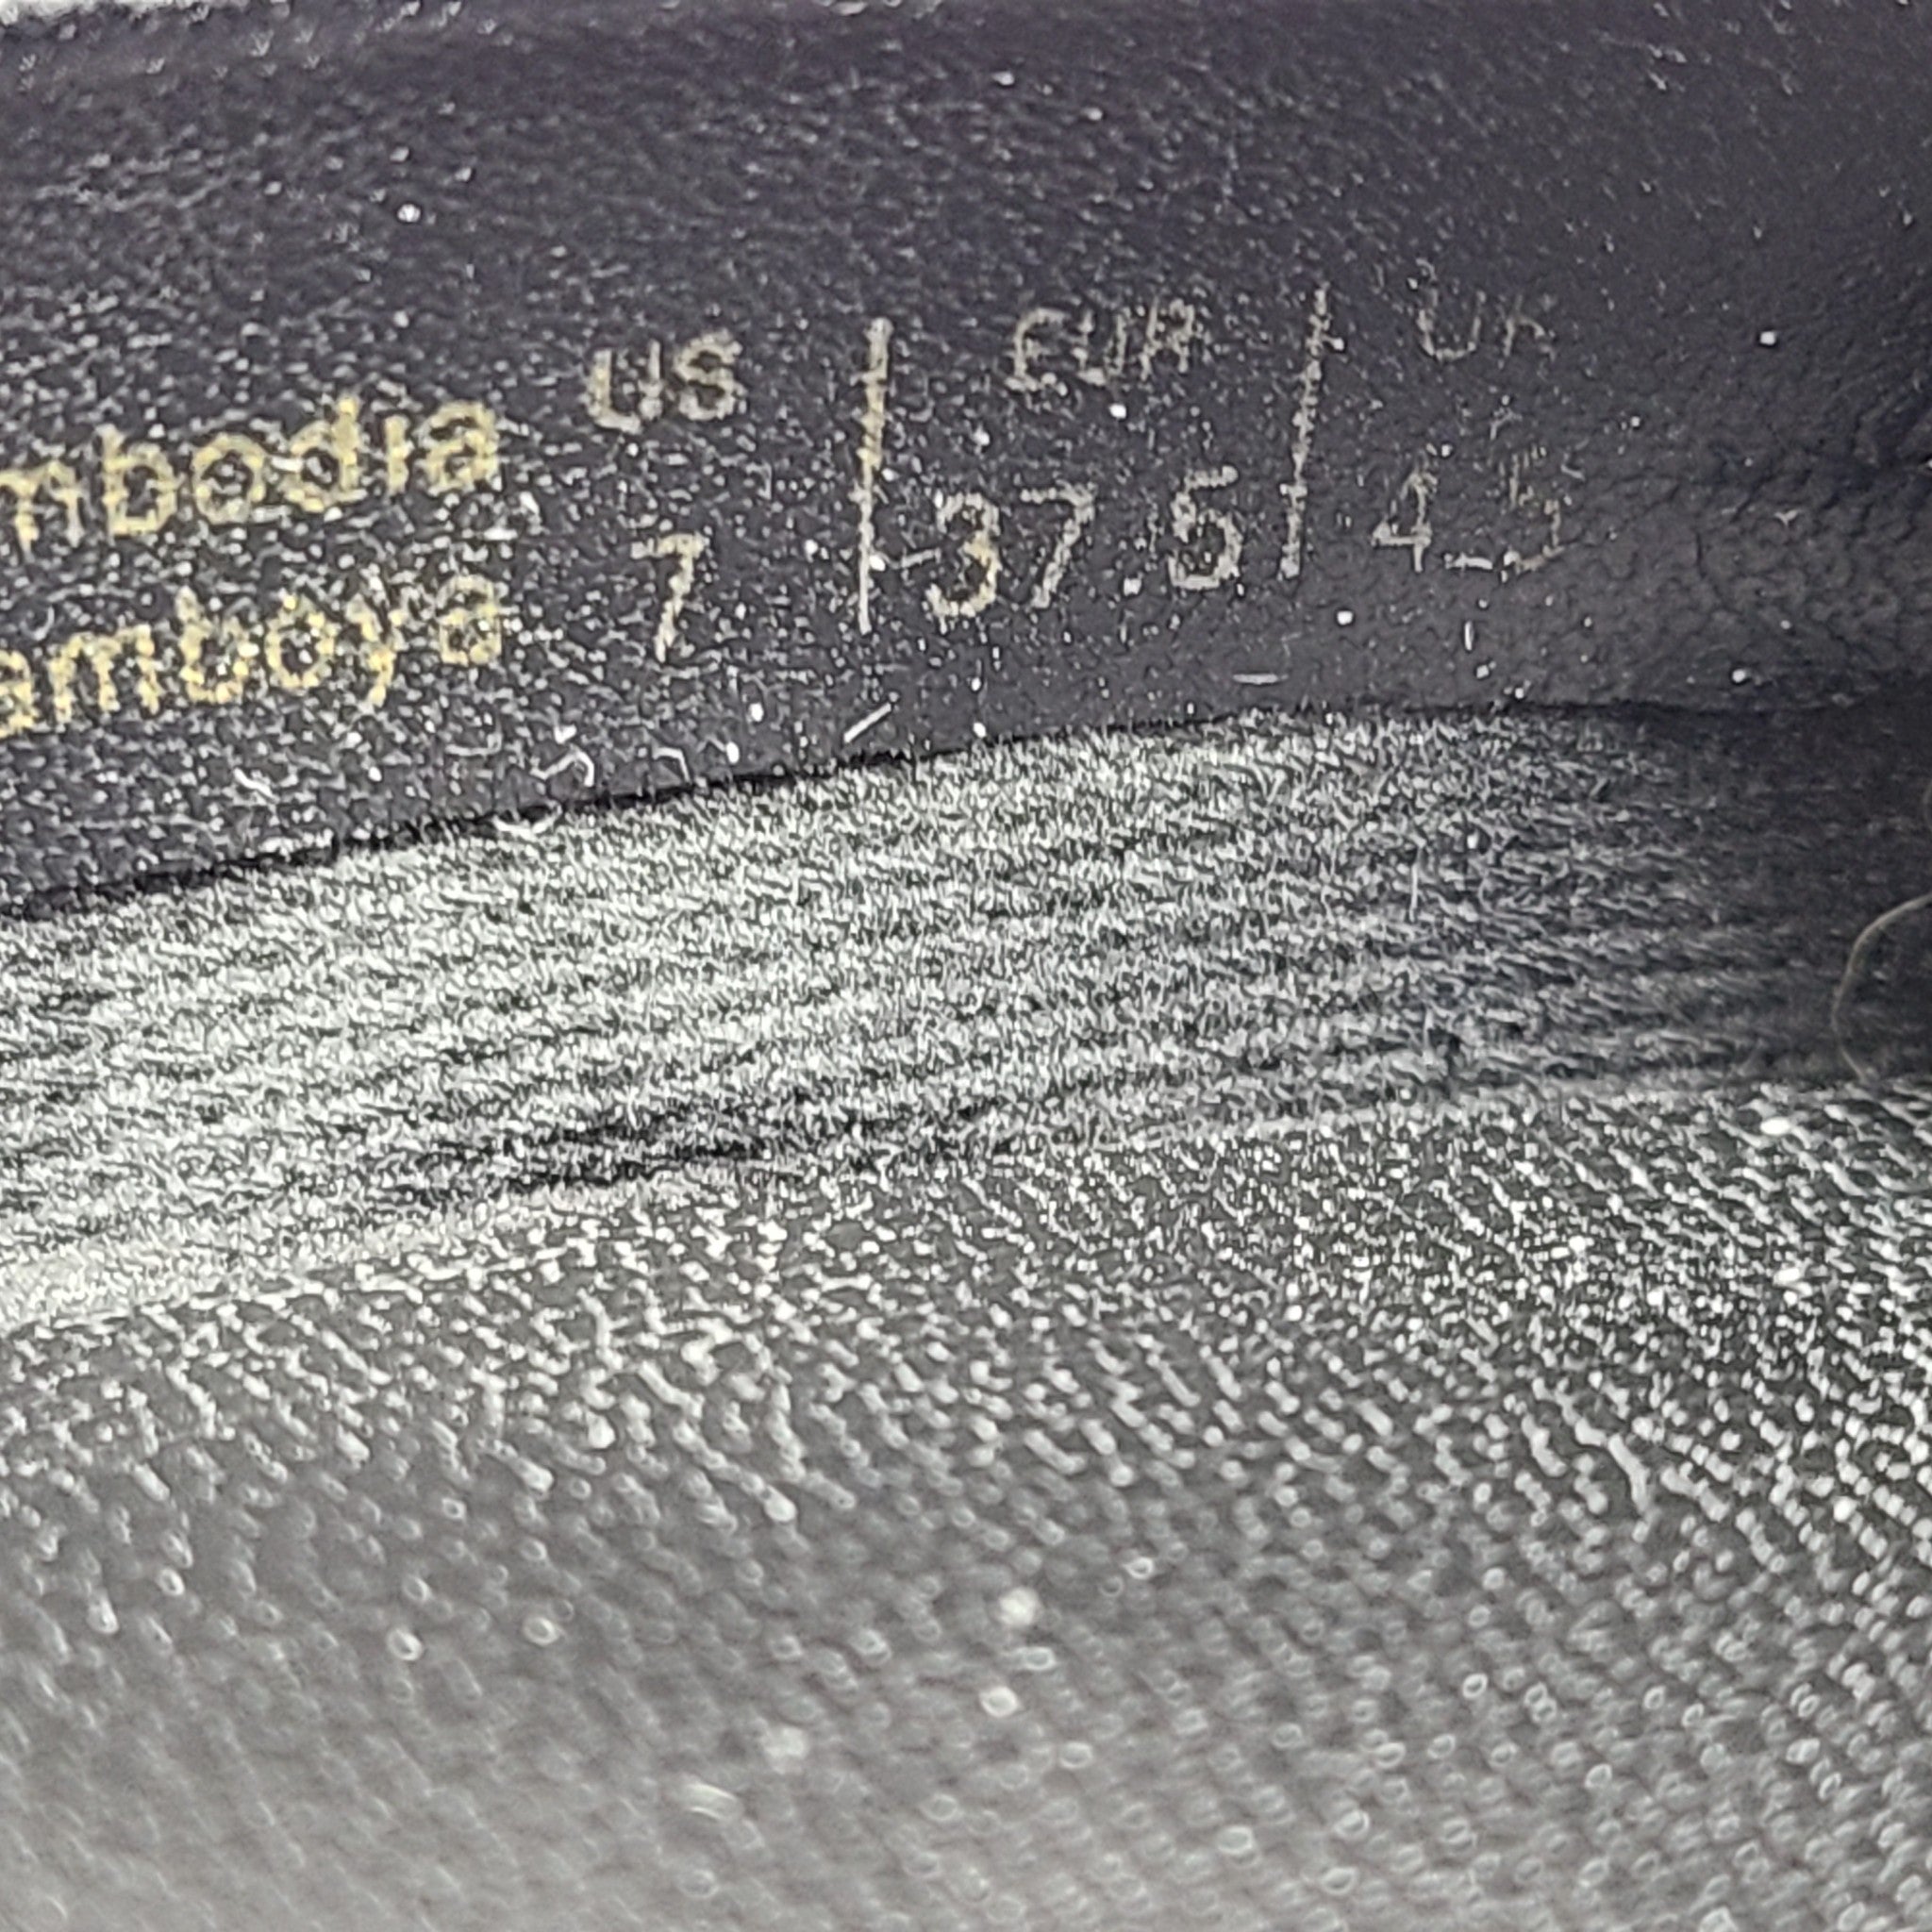 mbodia US | EUR | UK
amboya 7 | 37.5 | 4.5